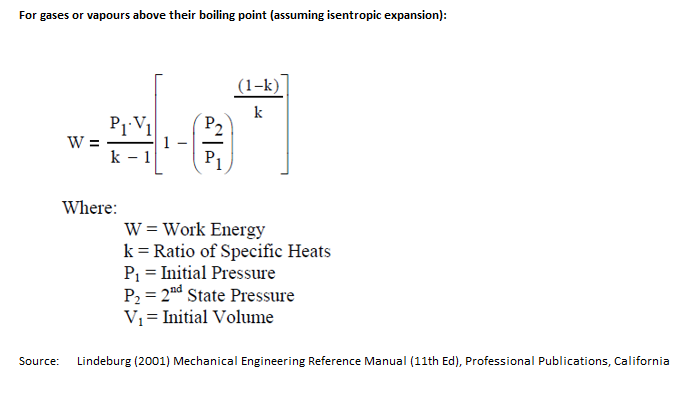 For gases or vapours above their boiling point (assuming isentropic expansion):
W = P₁·V₁ / k − 1 [ 1 − ( P₂ / P₁ ) (1−k) / k ]
Where:
W = Work Energy
k = Ratio of Specific Heats
P₁ = Initial Pressure
P₂ = 2ⁿᵈ State Pressure
V₁ = Initial Volume
Source: Lindeburg (2001) Mechanical Engineering Reference Manual (11th Ed), Professional Publications, California